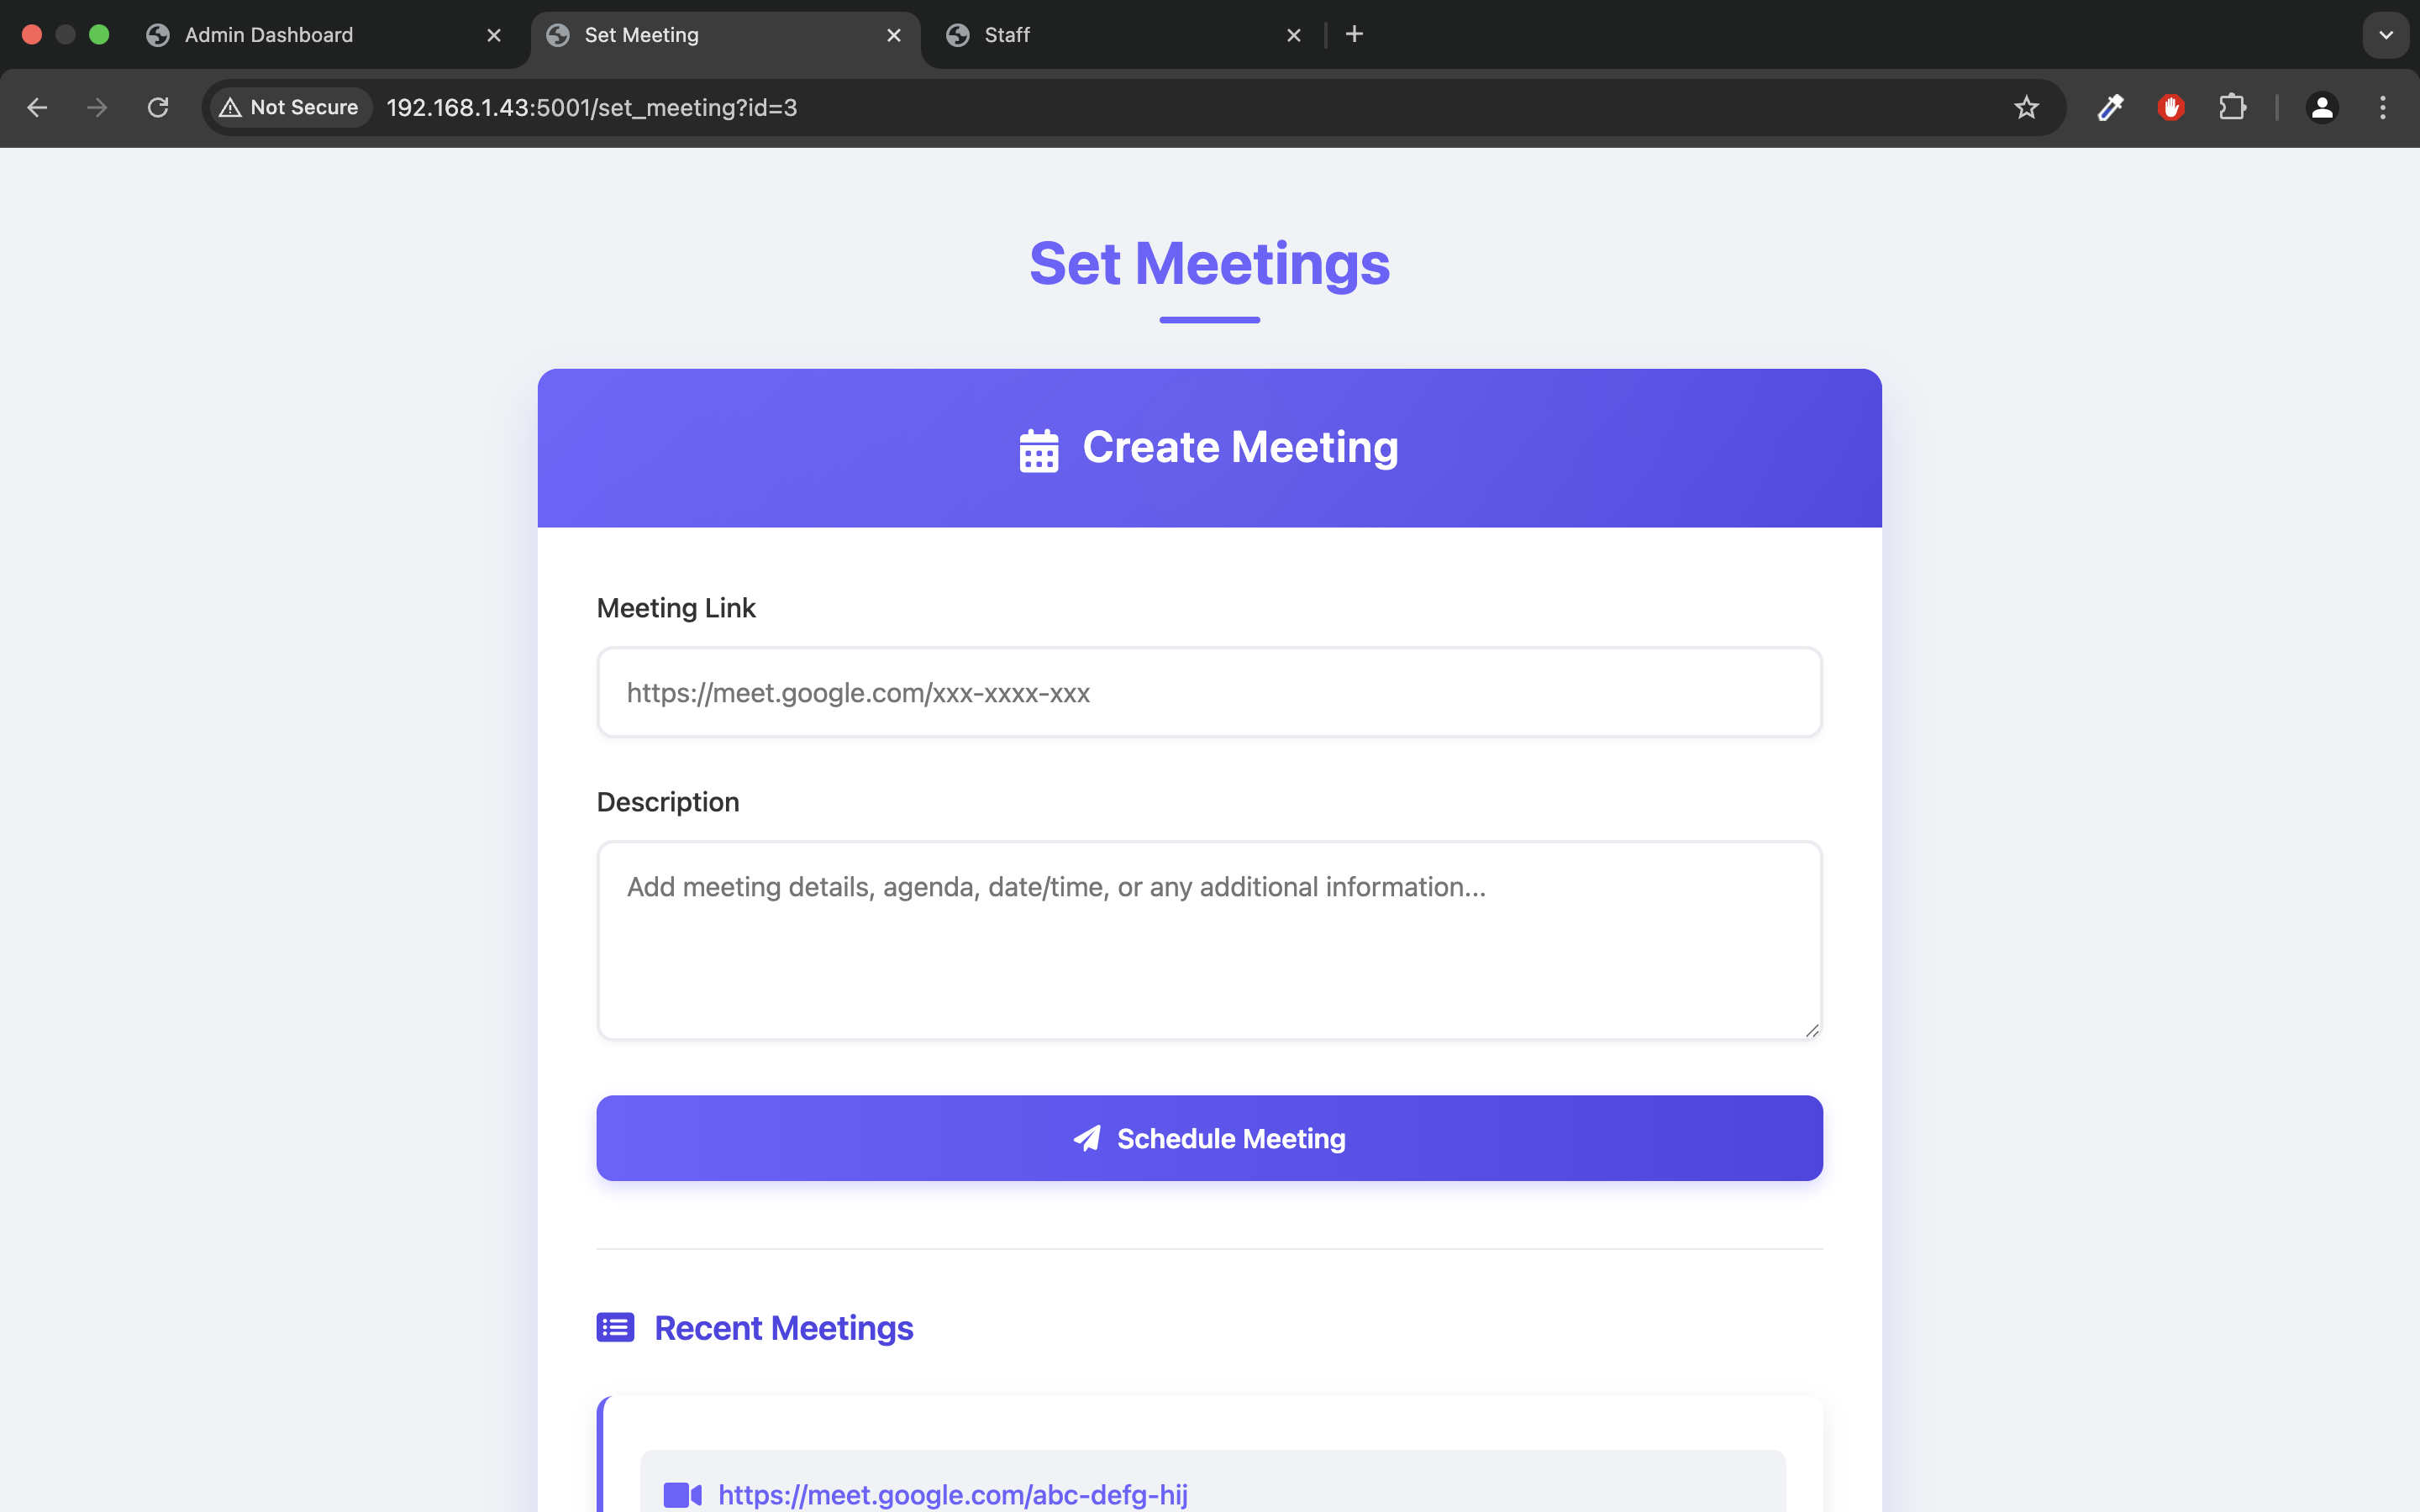 Admin Dashboard
Set Meeting
Staff
Not Secure
192.168.1.43:5001/set_meeting?id=3
Set Meetings
Create Meeting
Meeting Link
https://meet.google.com/xxx-xxxx-xxx
Description
Add meeting details, agenda, date/time, or any additional information...
Schedule Meeting
Recent Meetings
https://meet.google.com/abc-defg-hij